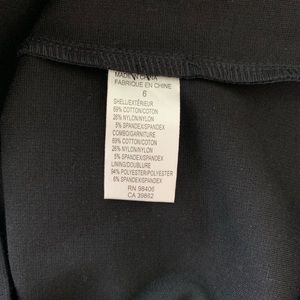 MADE IN CHINA
FABRIQUE EN CHINE
6
SHELL/EXTÉRIEUR
69% COTTON/COTON
26% NYLON/NYLON
5% SPANDEX/SPANDEX
COMBO/GARNITURE
69% COTTON/COTON
26% NYLON/NYLON
5% SPANDEX/SPANDEX
LINING/DOUBLURE
94% POLYESTER/POLYESTER
6% SPANDEX/SPANDEX
RN 98406
CA 39862